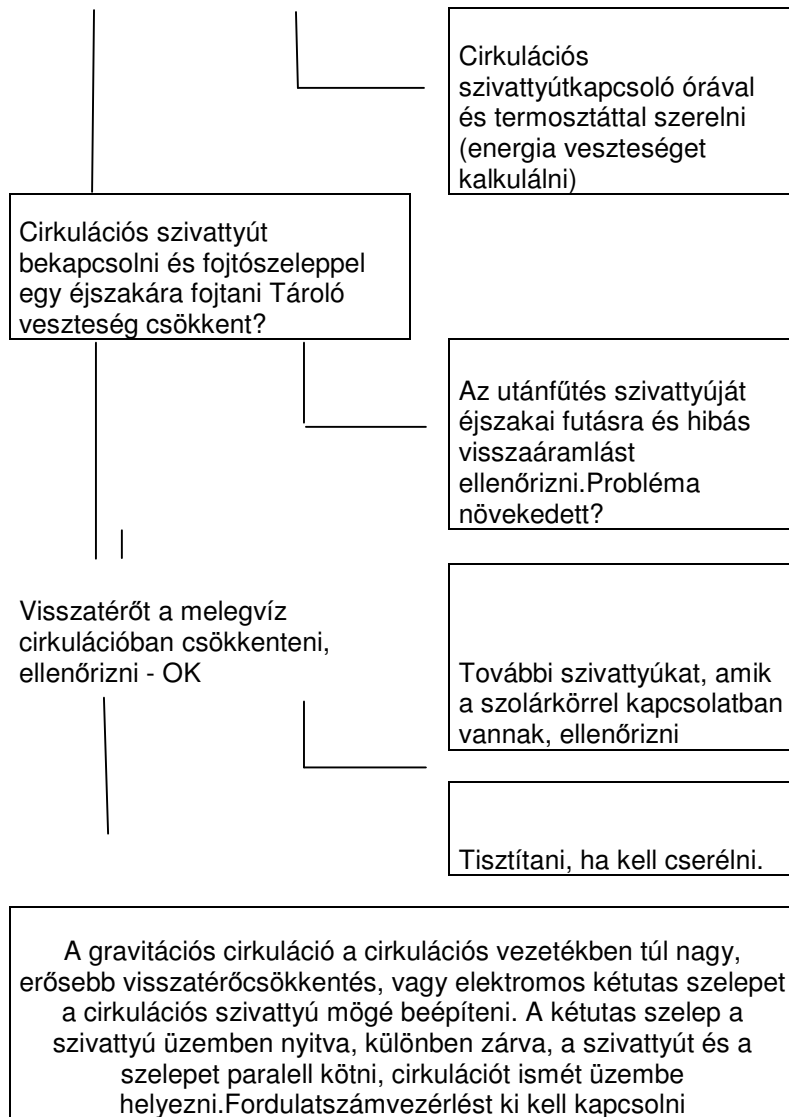 Cirkulációs
szivattyútkapcsoló órával
és termosztáttal szerelni
(energia veszteséget
kalkulálni)
Cirkulációs szivattyút
bekapcsolni és fojtószeleppel
egy éjszakára fojtani Tároló
veszteség csökkent?
Az utánfűtés szivattyúját
éjszakai futásra és hibás
visszaáramlást
ellenőrizni.Probléma
növekedett?
Visszatérőt a melegvíz
cirkulációban csökkenteni,
ellenőrizni - OK
További szivattyúkat, amik
a szolárkörrel kapcsolatban
vannak, ellenőrizni
Tisztítani, ha kell cserélni.
A gravitációs cirkuláció a cirkulációs vezetékben túl nagy,
erősebb visszatérőcsökkentés, vagy elektromos kétutas szelepet
a cirkulációs szivattyú mögé beépíteni. A kétutas szelep a
szivattyú üzemben nyitva, különben zárva, a szivattyút és a
szelepet paralell kötni, cirkulációt ismét üzembe
helyezni.Fordulatszámvezérlést ki kell kapcsolni